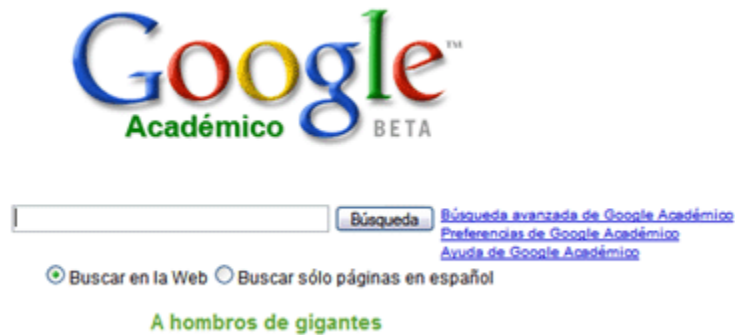 Google™
Académico BETA
Búsqueda
Búsqueda avanzada de Google Académico
Preferencias de Google Académico
Ayuda de Google Académico
Buscar en la Web Buscar sólo páginas en español
A hombros de gigantes